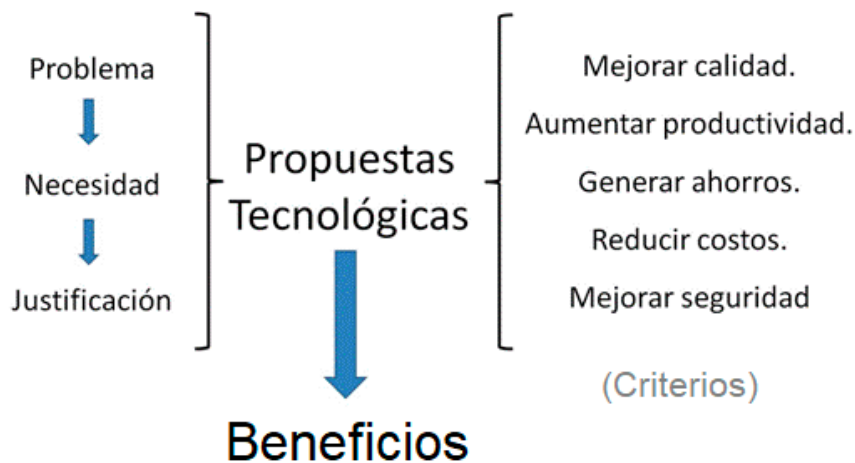 Problema
Necesidad
Justificación
Propuestas
Tecnológicas
Beneficios
Mejorar calidad.
Aumentar productividad.
Generar ahorros.
Reducir costos.
Mejorar seguridad
(Criterios)